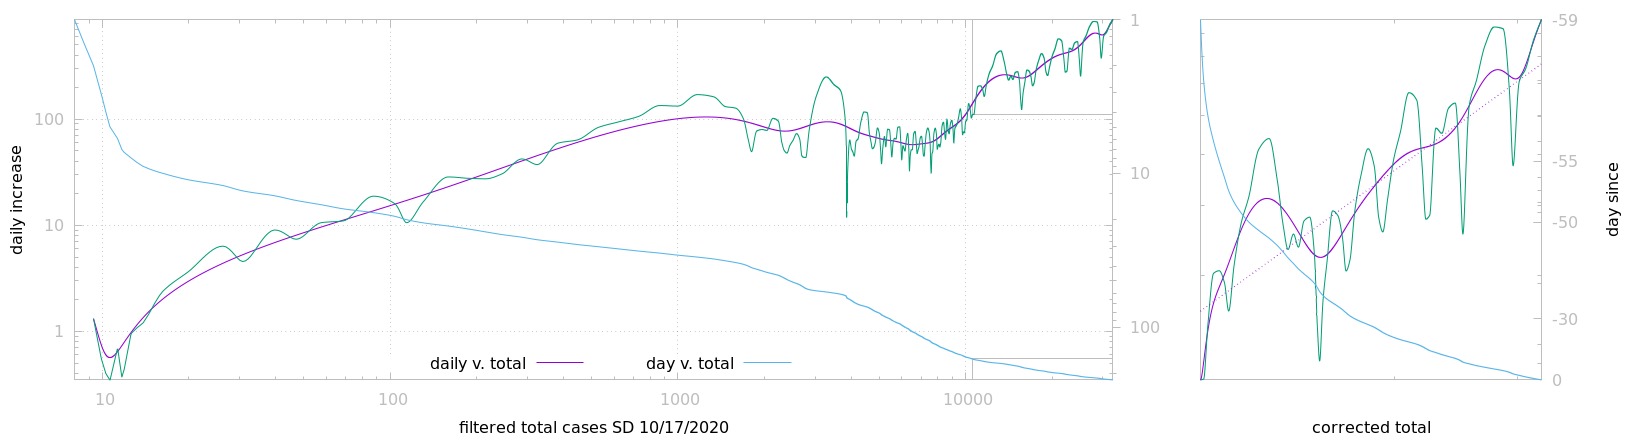 daily increase
100
10
1
daily v. total
day v. total
10
100
1000
10000
filtered total cases SD 10/17/2020
1
10
100
-59
-55
-50
-30
0
day since
corrected total